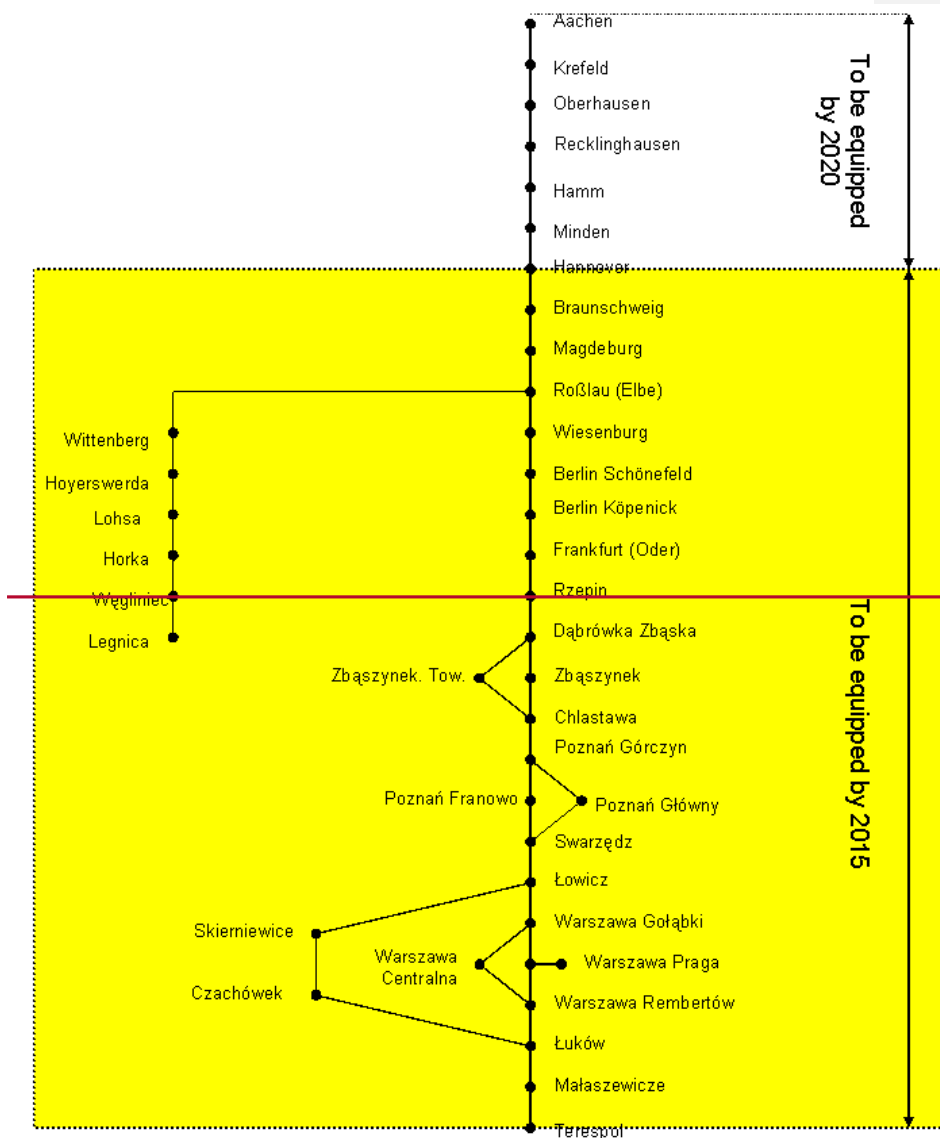 Aachen
Krefeld
Oberhausen
Recklinghausen
Hamm
Minden
Hannover
To be equipped
by 2020
Braunschweig
Magdeburg
Roßlau (Elbe)
Wittenberg
Wiesenburg
Hoyerswerda
Berlin Schönefeld
Lohsa
Berlin Köpenick
Horka
Frankfurt (Oder)
Węgliniec
Rzepin
Legnica
Dąbrówka Zbąska
Zbąszynek. Tow.
Zbąszynek
Chlastawa
Poznań Górczyn
Poznań Franowo
Poznań Główny
Swarzędz
To be equipped by 2015
Łowicz
Skierniewice
Warszawa Gołąbki
Warszawa
Centralna
Warszawa Praga
Czachówek
Warszawa Rembertów
Łuków
Małaszewicze
Terespol